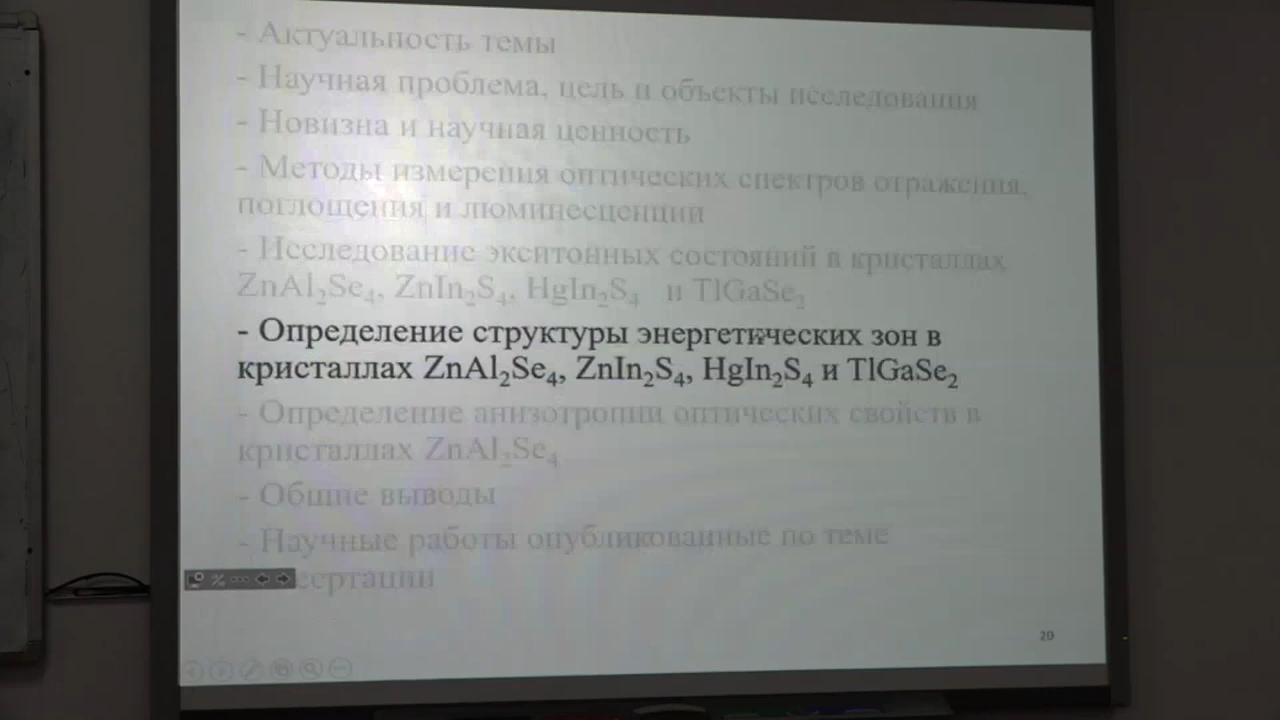 - Актуальность темы
- Научная проблема, цель и объекты исследования
- Новизна и научная ценность
- Методы измерения оптических спектров отражения,
поглощения и люминесценции
- Исследование экситонных состояний в кристаллах
ZnAl₂Se₄, ZnIn₂S₄, HgIn₂S₄ и TlGaSe₂
- Определение структуры энергетических зон в
кристаллах ZnAl₂Se₄, ZnIn₂S₄, HgIn₂S₄ и TlGaSe₂
- Определение анизотропии оптических свойств в
кристаллах ZnAl₂Se₄
- Общие выводы
- Научные работы опубликованные по теме
сертации
20